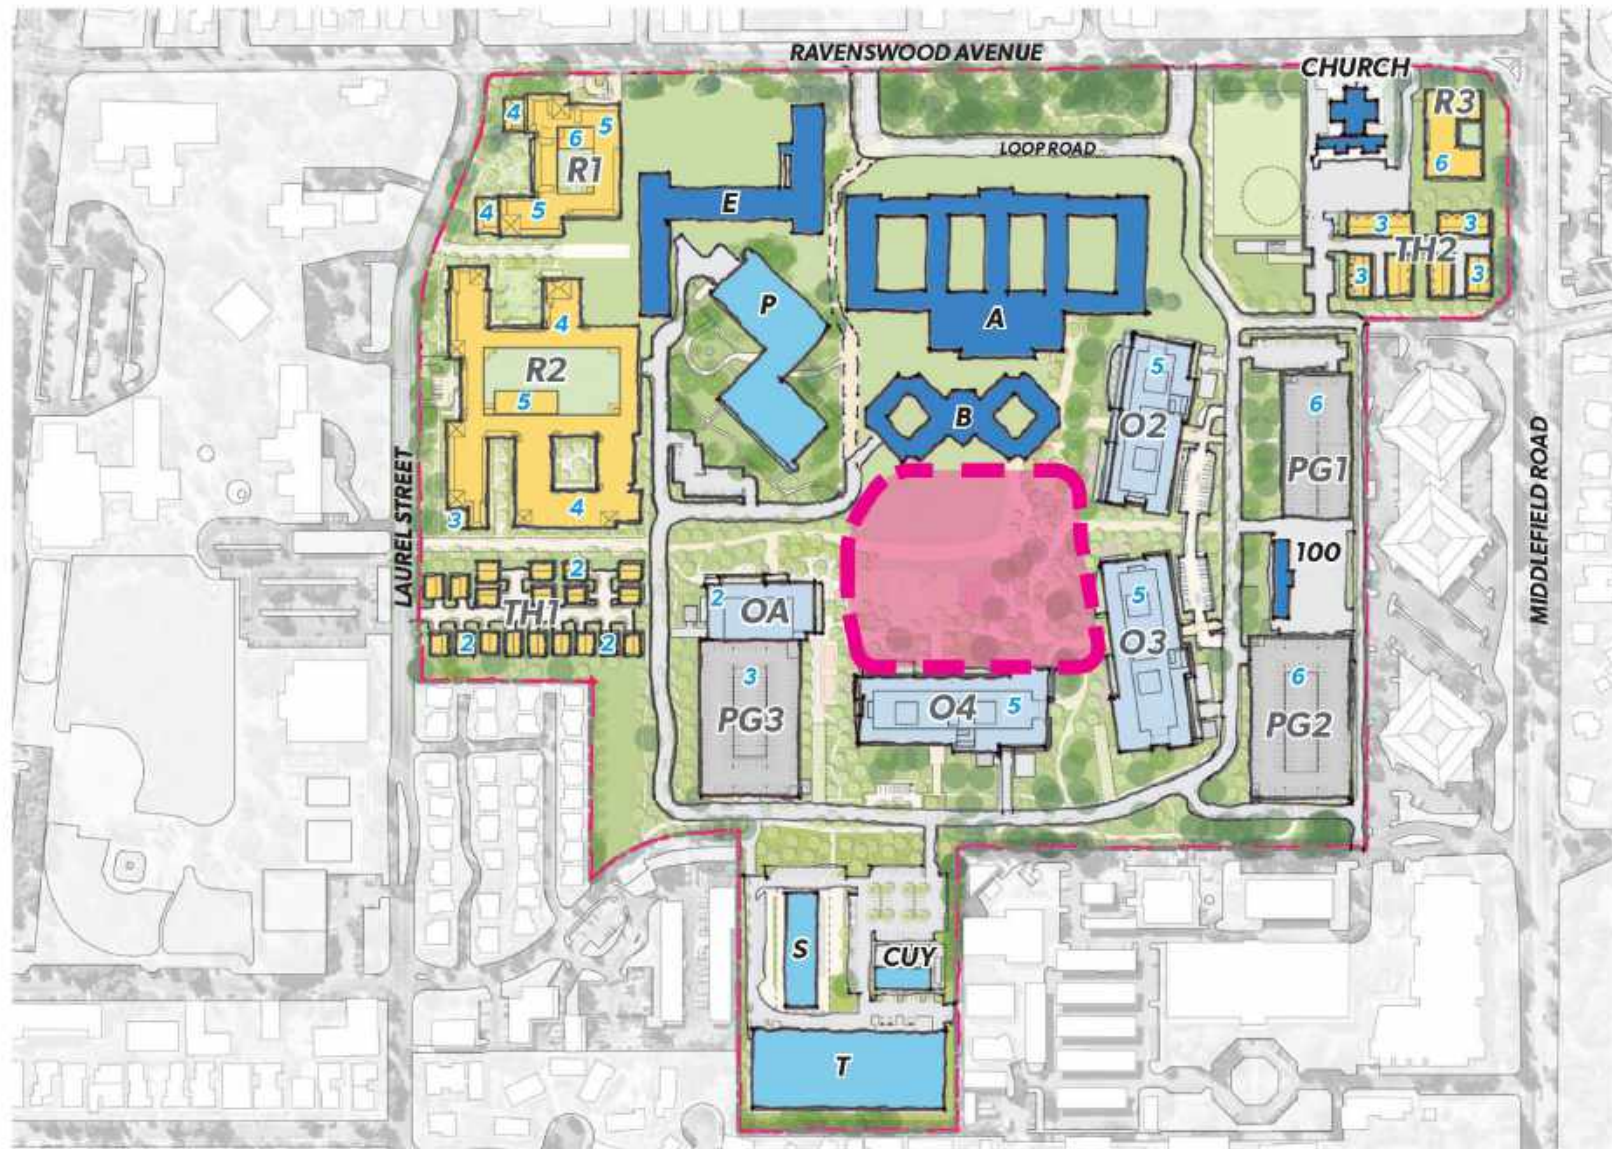 RAVENSWOOD AVENUE
CHURCH
R3
4
5
6
R1
LOOP ROAD
6
4
5
E
3
3
TH2
3
3
P
4
A
R2
5
5
6
B
O2
PG1
LAUREL STREET
MIDDLEFIELD ROAD
3
4
100
2
2
OA
5
TH1
2
2
O3
3
6
O4
5
PG3
PG2
S
CUY
T